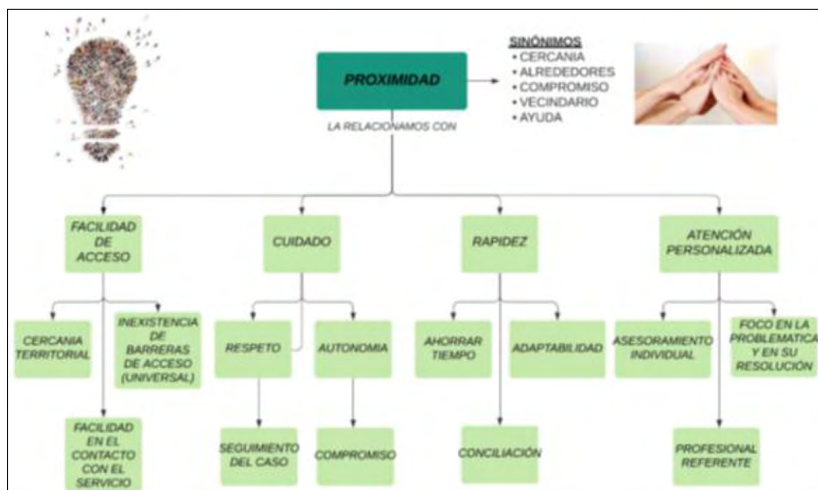 SINÓNIMOS
• CERCANIA
• ALREDEDORES
• COMPROMISO
• VECINDARIO
• AYUDA
PROXIMIDAD
LA RELACIONAMOS CON
FACILIDAD
DE
ACCESO
CUIDADO
RAPIDEZ
ATENCIÓN
PERSONALIZADA
CERCANIA
TERRITORIAL
INEXISTENCIA
DE
BARRERAS
DE ACCESO
(UNIVERSAL)
RESPETO
AUTONOMIA
AHORRAR
TIEMPO
ADAPTABILIDAD
ASESORAMIENTO
INDIVIDUAL
FOCO EN LA
PROBLEMATICA
Y EN SU
RESOLUCIÓN
FACILIDAD
EN EL
CONTACTO
CON EL
SERVICIO
SEGUIMIENTO
DEL CASO
COMPROMISO
CONCILIACIÓN
PROFESIONAL
REFERENTE